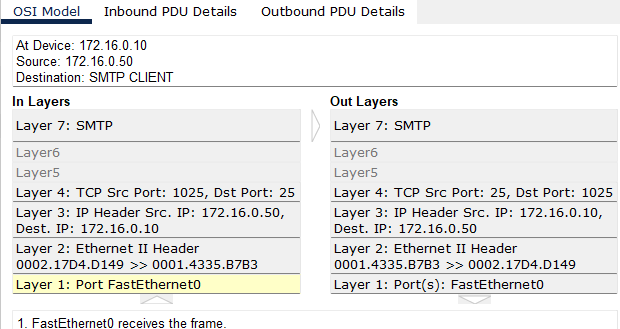 OSI Model Inbound PDU Details Outbound PDU Details
At Device: 172.16.0.10
Source: 172.16.0.50
Destination: SMTP CLIENT
In Layers
Layer 7: SMTP
Layer6
Layer5
Layer 4: TCP Src Port: 1025, Dst Port: 25
Layer 3: IP Header Src. IP: 172.16.0.50,
Dest. IP: 172.16.0.10
Layer 2: Ethernet II Header
0002.17D4.D149 >> 0001.4335.B7B3
Layer 1: Port FastEthernet0
Out Layers
Layer 7: SMTP
Layer6
Layer5
Layer 4: TCP Src Port: 25, Dst Port: 1025
Layer 3: IP Header Src. IP: 172.16.0.10,
Dest. IP: 172.16.0.50
Layer 2: Ethernet II Header
0001.4335.B7B3 >> 0002.17D4.D149
Layer 1: Port(s): FastEthernet0
1. FastEthernet0 receives the frame.